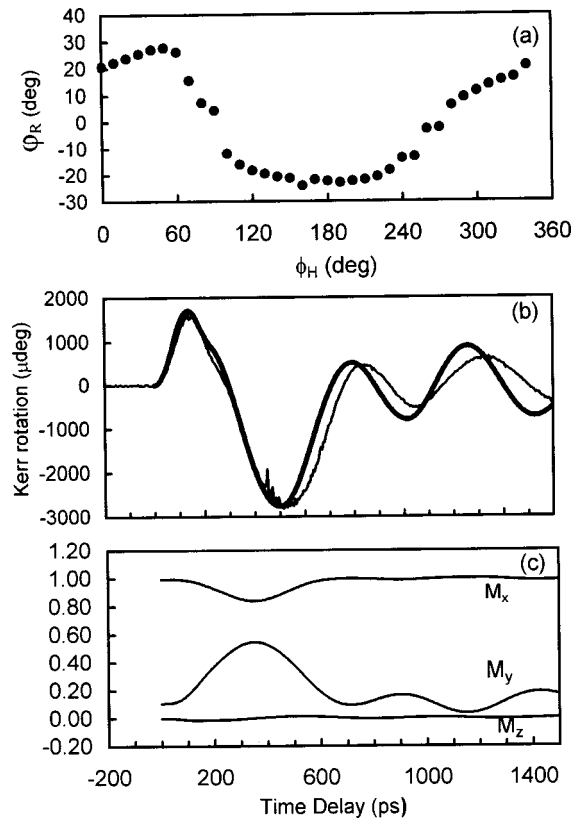 (a)
40
30
20
10
0
-10
-20
-30
φR (deg)
0 60 120 180 240 300 360
ϕH (deg)
(b)
2000
1000
0
-1000
-2000
-3000
Kerr rotation (μdeg)
(c)
1.20
1.00
0.80
0.60
0.40
0.20
0.00
-0.20
Mx
My
Mz
-200 200 600 1000 1400
Time Delay (ps)